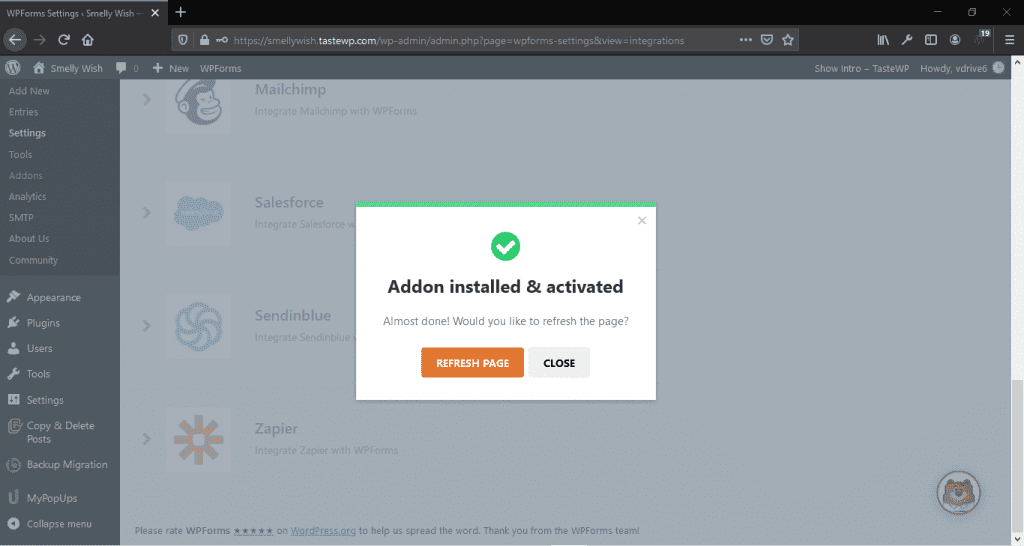 WPForms Settings ‹ Smelly Wish —
https://smellywish.tastewp.com/wp-admin/admin.php?page=wpforms-settings&view=integrations
19
Smelly Wish 0 New WPForms
Show Intro – TasteWP Howdy, vdrive6
Add New
Entries
Settings
Tools
Addons
Analytics
SMTP
About Us
Community
Appearance
Plugins
Users
Tools
Settings
Copy & Delete
Posts
Backup Migration
MyPopUps
Collapse menu
Mailchimp
Integrate Mailchimp with WPForms
Salesforce
Integrate Salesforce w
Sendinblue
Integrate Sendinblue w
Zapier
Integrate Zapier with WPForms
Addon installed & activated
Almost done! Would you like to refresh the page?
REFRESH PAGE CLOSE
Please rate WPForms ★★★★★ on WordPress.org to help us spread the word. Thank you from the WPForms team!